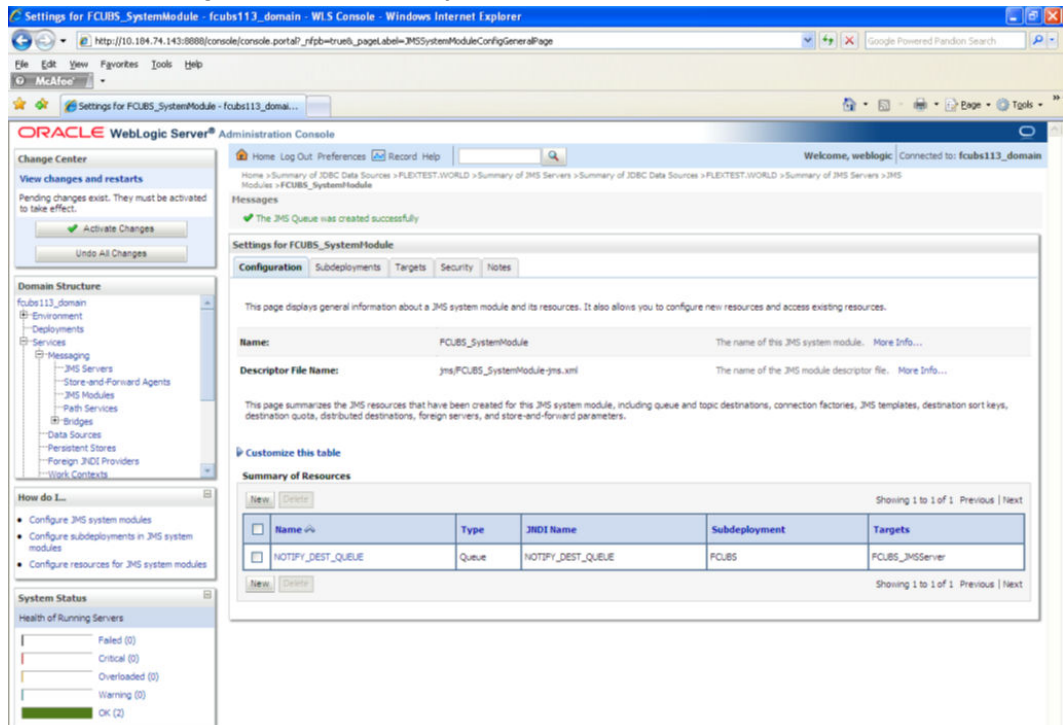 Settings for FCUBS_SystemModule - fcubs113_domain - WLS Console - Windows Internet Explorer
http://10.184.74.143:8888/console/console.portal?_nfpb=true&_pageLabel=JMSSystemModuleConfigGeneralPage
Google Powered Pandion Search
File Edit View Favorites Tools Help
McAfee
Settings for FCUBS_SystemModule - fcubs113_domai...
Page Tools
ORACLE WebLogic Server® Administration Console
Change Center
View changes and restarts
Pending changes exist. They must be activated
to take effect.
Activate Changes
Undo All Changes
Domain Structure
fcubs113_domain
Environment
Deployments
Services
Messaging
JMS Servers
Store-and-Forward Agents
JMS Modules
Path Services
Bridges
Data Sources
Persistent Stores
Foreign JNDI Providers
Work Contexts
How do I...
Configure JMS system modules
Configure subdeployments in JMS system
modules
Configure resources for JMS system modules
System Status
Health of Running Servers
Failed (0)
Critical (0)
Overloaded (0)
Warning (0)
OK (2)
Home Log Out Preferences Record Help
Welcome, weblogic Connected to: fcubs113_domain
Home >Summary of JDBC Data Sources >FLEXTEST.WORLD >Summary of JMS Servers >Summary of JDBC Data Sources >FLEXTEST.WORLD >Summary of JMS Servers >JMS
Modules >FCUBS_SystemModule
Messages
The JMS Queue was created successfully
Settings for FCUBS_SystemModule
Configuration Subdeployments Targets Security Notes
This page displays general information about a JMS system module and its resources. It also allows you to configure new resources and access existing resources.
Name: FCUBS_SystemModule The name of this JMS system module. More Info...
Descriptor File Name: jms/FCUBS_SystemModule-jms.xml The name of the JMS module descriptor file. More Info...
This page summarizes the JMS resources that have been created for this JMS system module, including queue and topic destinations, connection factories, JMS templates, destination sort keys,
destination quota, distributed destinations, foreign servers, and store-and-forward parameters.
Customize this table
Summary of Resources
New Delete Showing 1 to 1 of 1 Previous | Next
Name Type JNDI Name Subdeployment Targets
NOTIFY_DEST_QUEUE Queue NOTIFY_DEST_QUEUE FCUBS FCUBS_JMSServer
New Delete Showing 1 to 1 of 1 Previous | Next